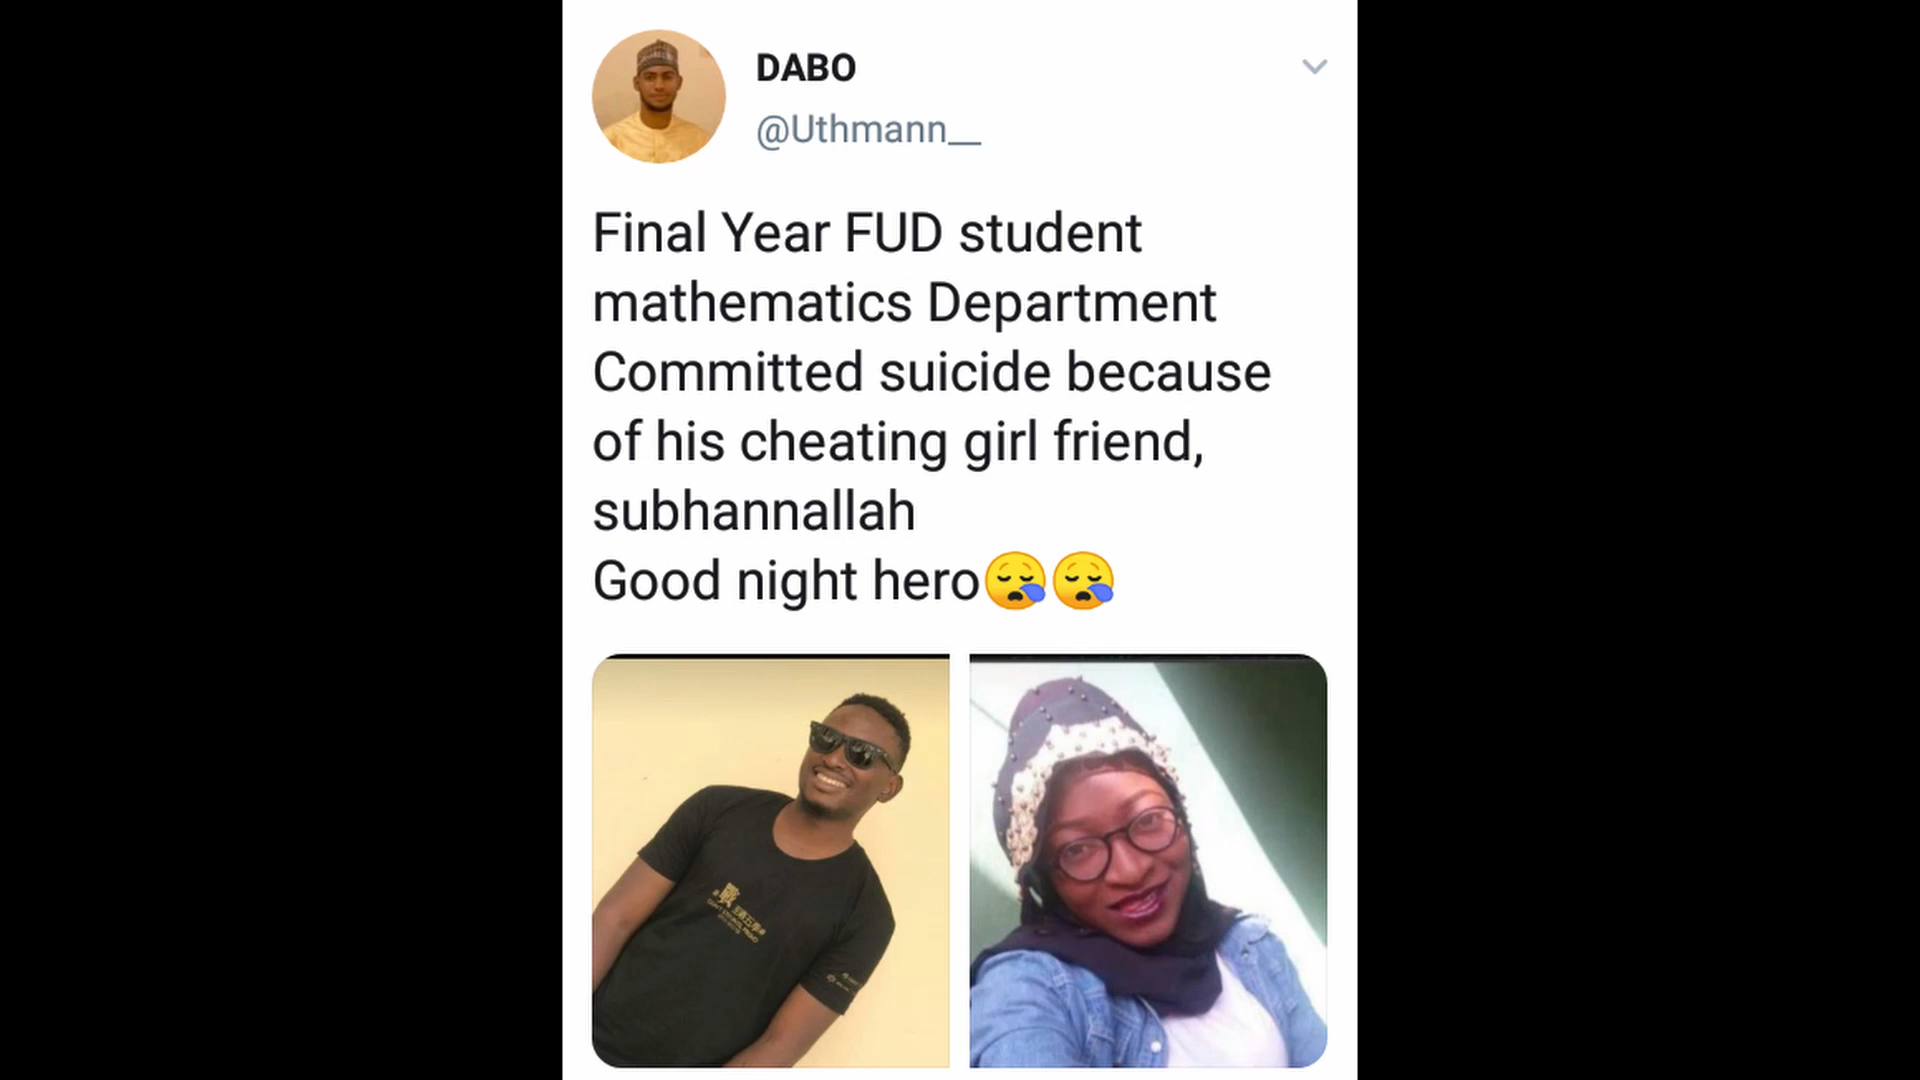 DABO
@Uthmann__
Final Year FUD student
mathematics Department
Committed suicide because
of his cheating girl friend,
subhannallah
Good night hero😪😪